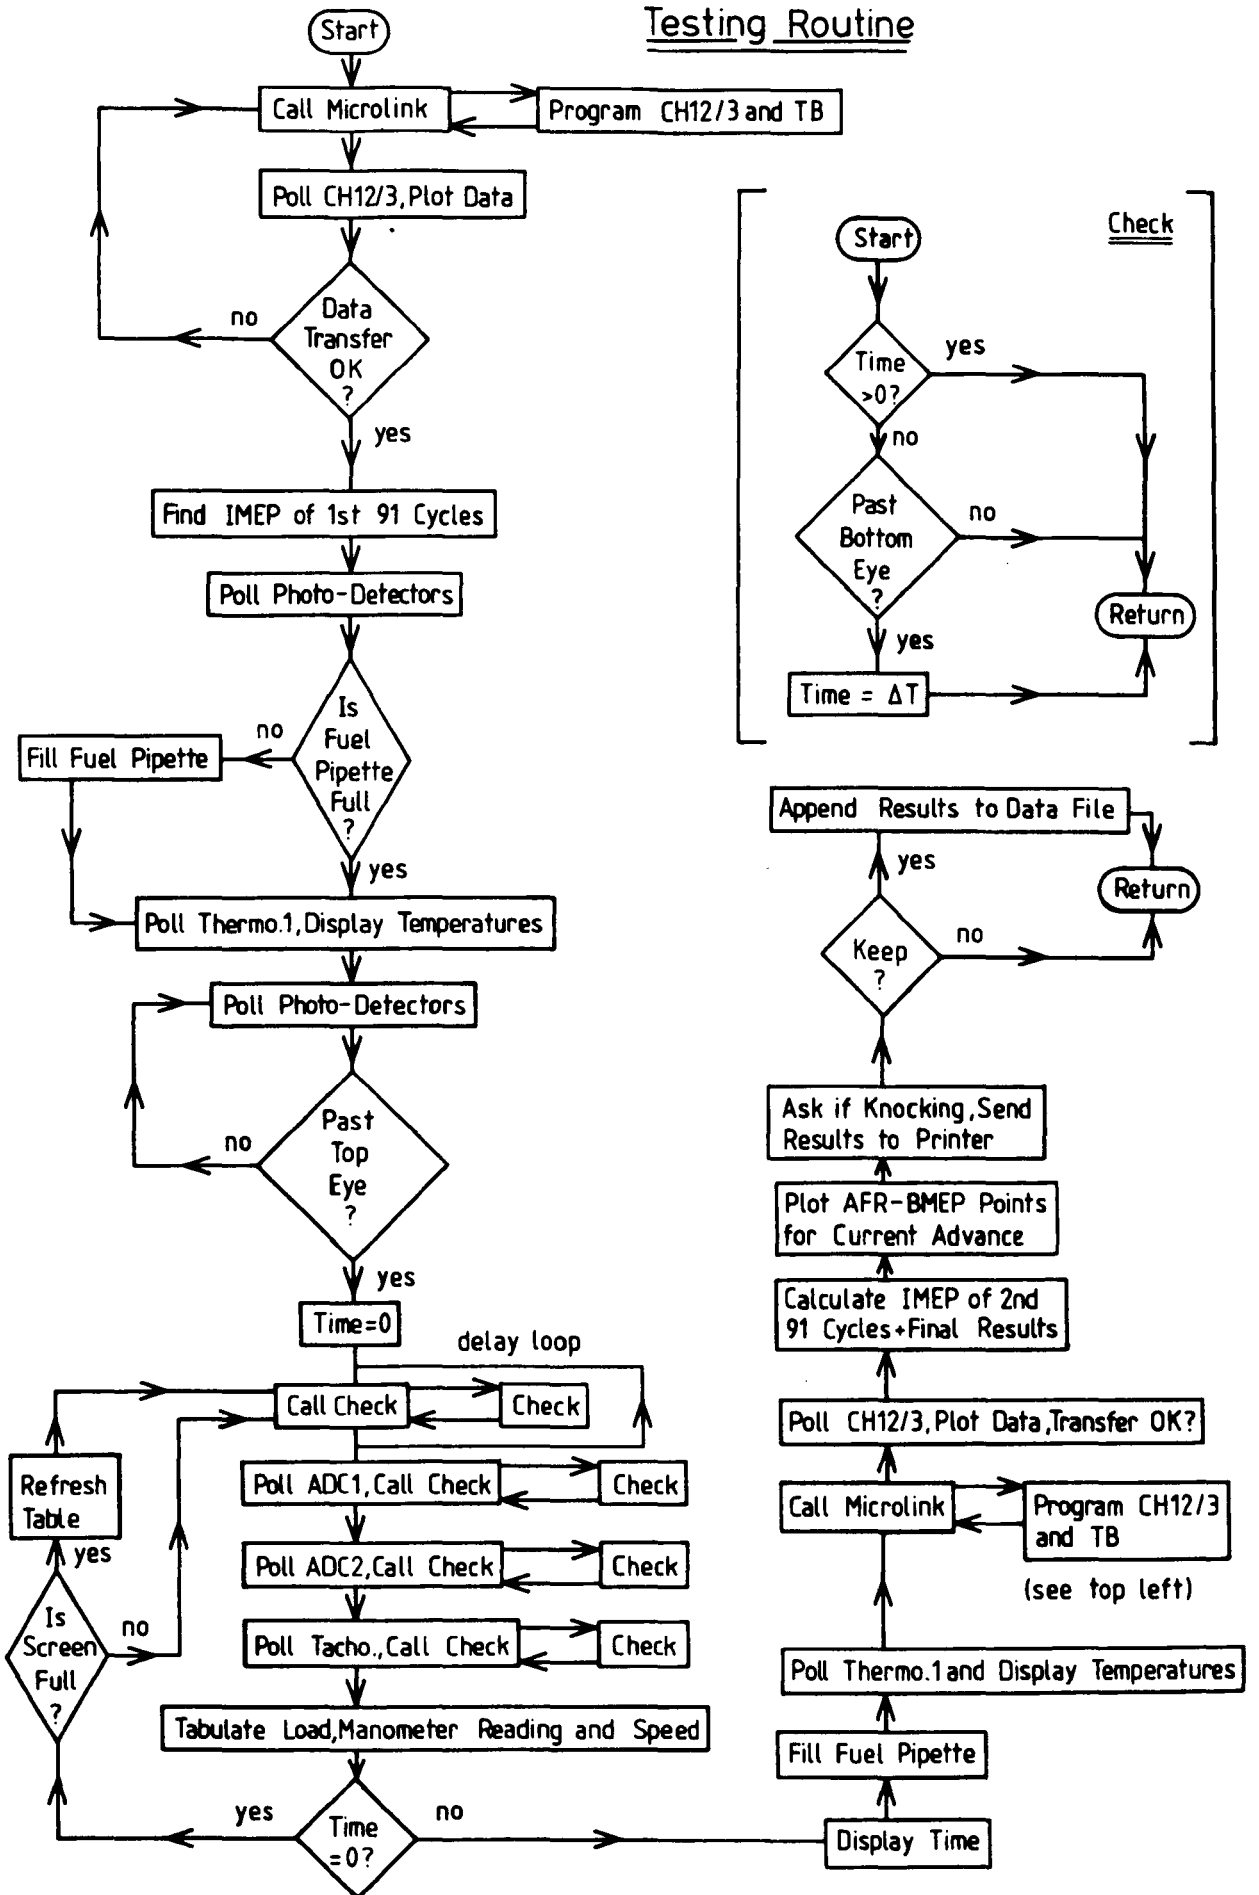 Testing Routine
Start
Call Microlink
Program CH12/3 and TB
Poll CH12/3, Plot Data
Data
Transfer
OK
?
no
yes
Find IMEP of 1st 91 Cycles
Poll Photo-Detectors
Is
Fuel
Pipette
Full
?
no
Fill Fuel Pipette
yes
Poll Thermo.1, Display Temperatures
Poll Photo-Detectors
Past
Top
Eye
?
no
yes
Time=0
delay loop
Call Check
Check
Poll ADC1, Call Check
Check
Poll ADC2, Call Check
Check
Poll Tacho., Call Check
Check
Tabulate Load, Manometer Reading and Speed
Time
=0?
yes
no
Is
Screen
Full
?
no
yes
Refresh
Table
Display Time
Fill Fuel Pipette
Poll Thermo.1 and Display Temperatures
Call Microlink
Program CH12/3
and TB
(see top left)
Poll CH12/3, Plot Data, Transfer OK?
Calculate IMEP of 2nd
91 Cycles+Final Results
Plot AFR-BMEP Points
for Current Advance
Ask if Knocking, Send
Results to Printer
Keep
?
no
yes
Append Results to Data File
Return
Check
Start
Time
>0?
yes
no
Past
Bottom
Eye
?
no
yes
Time = ΔT
Return